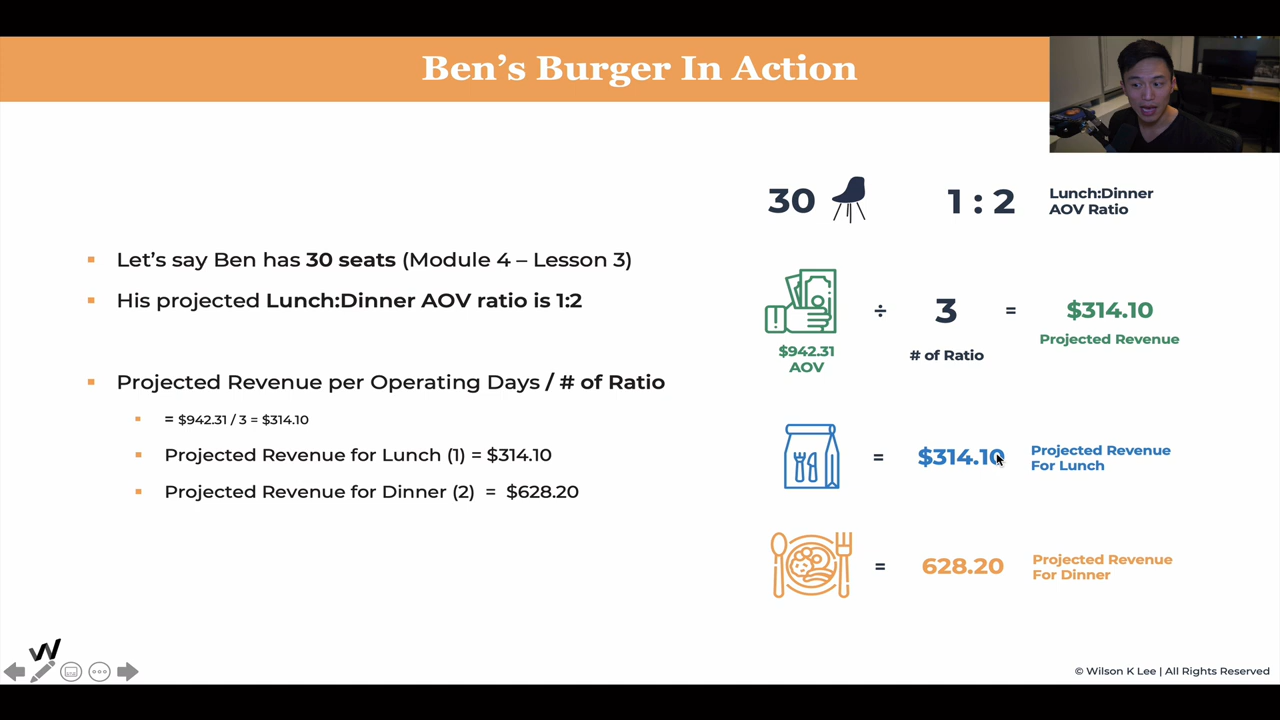 Ben's Burger In Action
Let's say Ben has 30 seats (Module 4 – Lesson 3)
His projected Lunch:Dinner AOV ratio is 1:2
Projected Revenue per Operating Days / # of Ratio
= $942.31 / 3 = $314.10
Projected Revenue for Lunch (1) = $314.10
Projected Revenue for Dinner (2) = $628.20
30
1 : 2
Lunch:Dinner
AOV Ratio
$942.31
AOV
÷
3
# of Ratio
=
$314.10
Projected Revenue
=
$314.10
Projected Revenue
For Lunch
=
628.20
Projected Revenue
For Dinner
W
© Wilson K Lee | All Rights Reserved